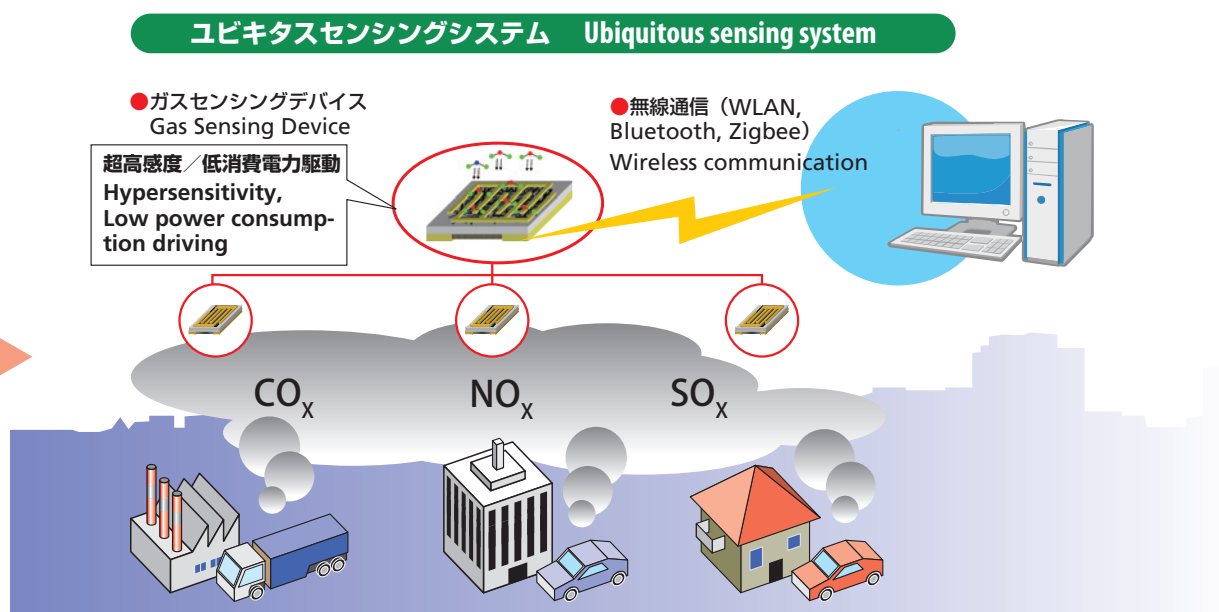 ユビキタスセンシングシステム Ubiquitous sensing system
●ガスセンシングデバイス
Gas Sensing Device
超高感度／低消費電力駆動
Hypersensitivity,
Low power consump-
tion driving
●無線通信（WLAN,
Bluetooth, Zigbee）
Wireless communication
COX
NOX
SOX